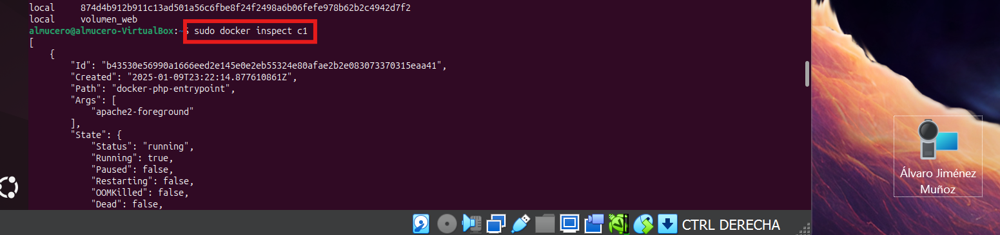 local     874d4b912b911c13ad501a56c6fbe8f24f2498a6b06fefe978b62b2c4942d7f2
local     volumen_web
almucero@almucero-VirtualBox:~$ sudo docker inspect c1
[
    {
        "Id": "b43530e56990a1666eed2e145e0e2eb55324e80afae2b2e083073370315eaa41",
        "Created": "2025-01-09T23:22:14.877610861Z",
        "Path": "docker-php-entrypoint",
        "Args": [
            "apache2-foreground"
        ],
        "State": {
            "Status": "running",
            "Running": true,
            "Paused": false,
            "Restarting": false,
            "OOMKilled": false,
            "Dead": false,
Álvaro Jiménez
Muñoz
CTRL DERECHA